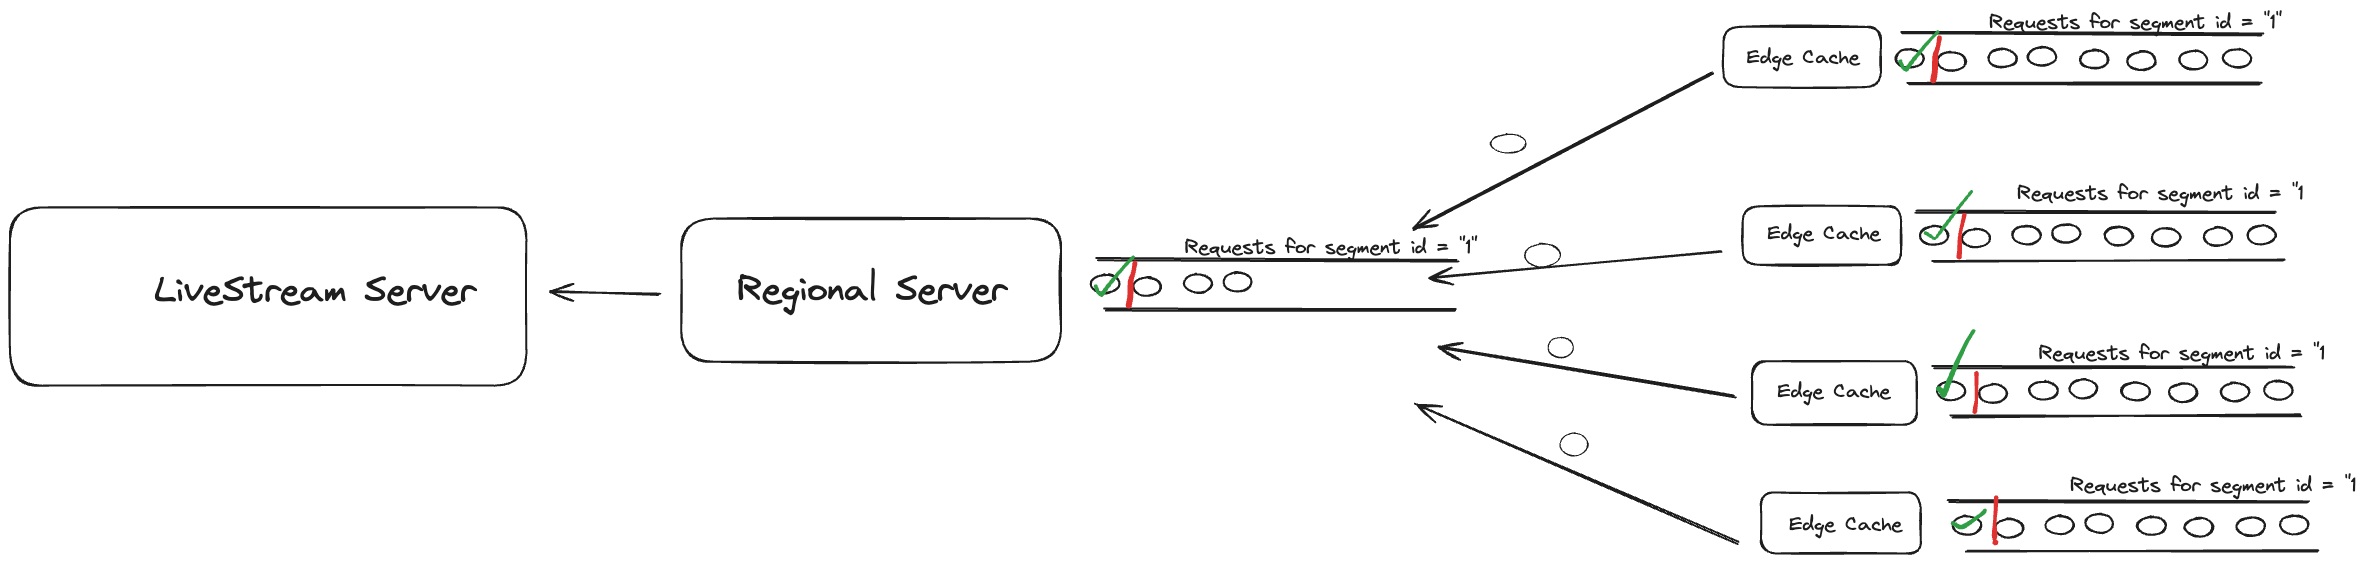 Requests for segment id = "1"
Edge Cache
Requests for segment id = "1
Edge Cache
Requests for segment id = "1"
LiveStream Server
Regional Server
Requests for segment id = "1
Edge Cache
Requests for segment id = "1
Edge Cache